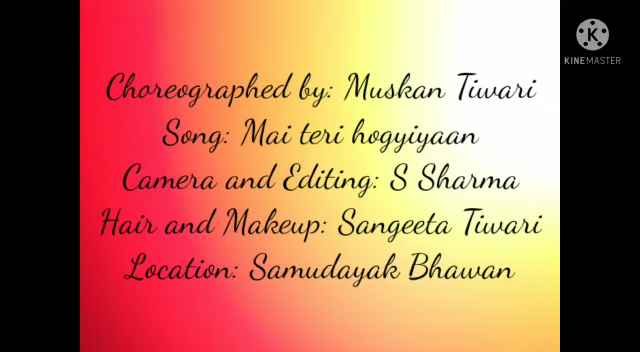 Choreographed by: Muskan Tiwari
Song: Mai teri hogyiyaan
Camera and Editing: S Sharma
Hair and Makeup: Sangeeta Tiwari
Location: Samudayak Bhawan
K
KINEMASTER